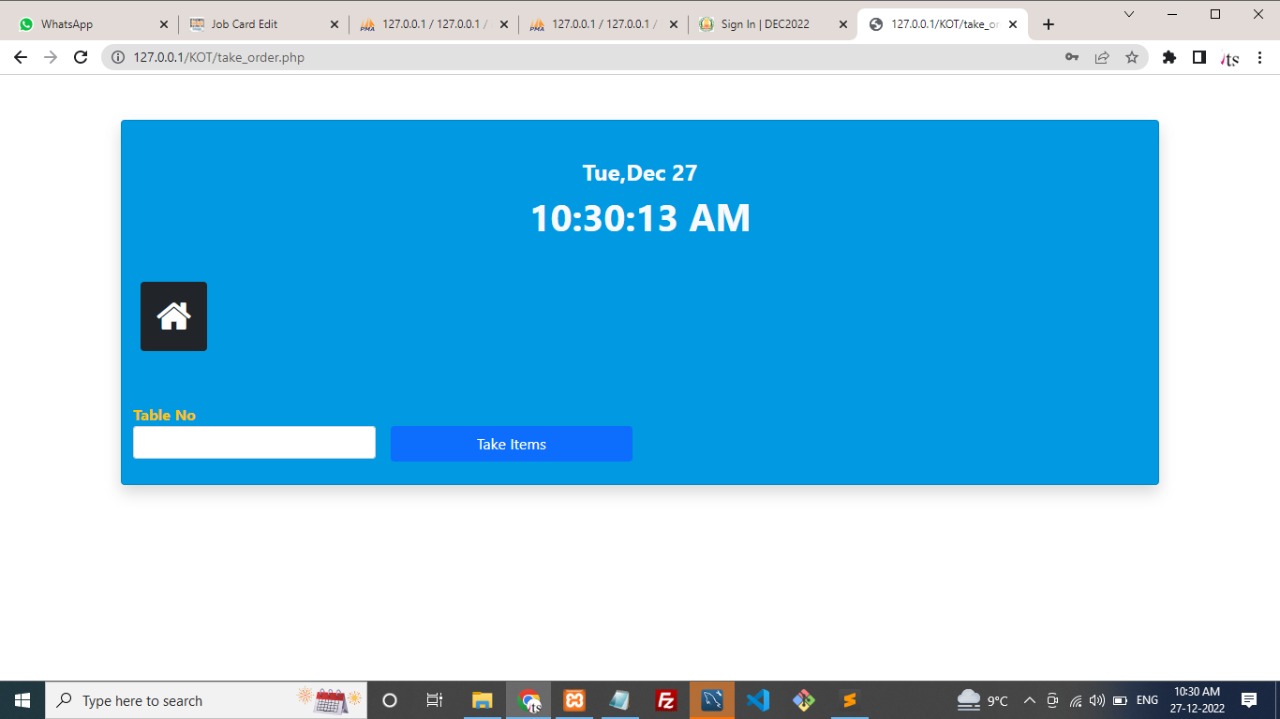 WhatsApp
Job Card Edit
127.0.0.1 / 127.0.0.1 /
127.0.0.1 / 127.0.0.1 /
Sign In | DEC2022
127.0.0.1/KOT/take_or
127.0.0.1/KOT/take_order.php
Tue,Dec 27
10:30:13 AM
Table No
Take Items
Type here to search
9°C
ENG
10:30 AM
27-12-2022